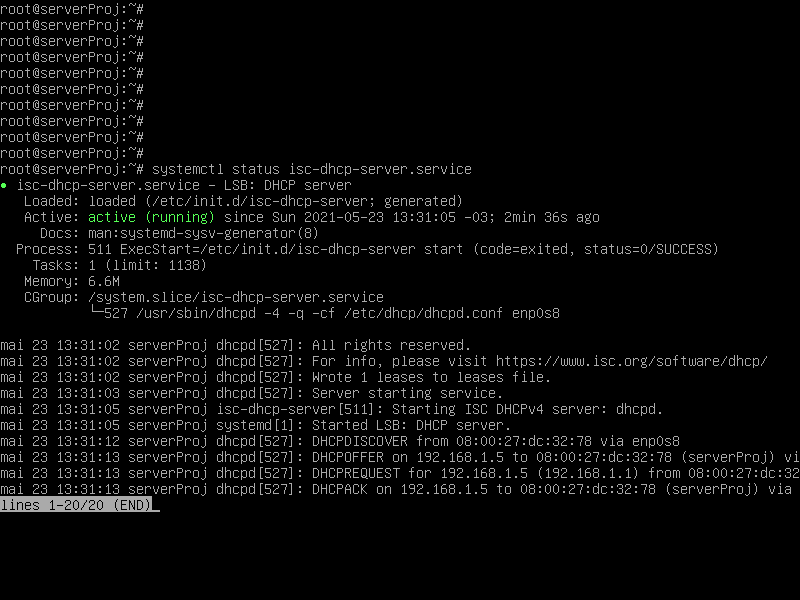 root@serverProj:~#
root@serverProj:~#
root@serverProj:~#
root@serverProj:~#
root@serverProj:~#
root@serverProj:~#
root@serverProj:~#
root@serverProj:~#
root@serverProj:~#
root@serverProj:~#
root@serverProj:~# systemctl status isc-dhcp-server.service
● isc-dhcp-server.service - LSB: DHCP server
   Loaded: loaded (/etc/init.d/isc-dhcp-server; generated)
   Active: active (running) since Sun 2021-05-23 13:31:05 -03; 2min 36s ago
     Docs: man:systemd-sysv-generator(8)
  Process: 511 ExecStart=/etc/init.d/isc-dhcp-server start (code=exited, status=0/SUCCESS)
    Tasks: 1 (limit: 1138)
   Memory: 6.6M
   CGroup: /system.slice/isc-dhcp-server.service
           └─527 /usr/sbin/dhcpd -4 -q -cf /etc/dhcp/dhcpd.conf enp0s8
mai 23 13:31:02 serverProj dhcpd[527]: All rights reserved.
mai 23 13:31:02 serverProj dhcpd[527]: For info, please visit https://www.isc.org/software/dhcp/
mai 23 13:31:02 serverProj dhcpd[527]: Wrote 1 leases to leases file.
mai 23 13:31:03 serverProj dhcpd[527]: Server starting service.
mai 23 13:31:05 serverProj isc-dhcp-server[511]: Starting ISC DHCPv4 server: dhcpd.
mai 23 13:31:05 serverProj systemd[1]: Started LSB: DHCP server.
mai 23 13:31:12 serverProj dhcpd[527]: DHCPDISCOVER from 08:00:27:dc:32:78 via enp0s8
mai 23 13:31:13 serverProj dhcpd[527]: DHCPOFFER on 192.168.1.5 to 08:00:27:dc:32:78 (serverProj) vi
mai 23 13:31:13 serverProj dhcpd[527]: DHCPREQUEST for 192.168.1.5 (192.168.1.1) from 08:00:27:dc:32
mai 23 13:31:13 serverProj dhcpd[527]: DHCPACK on 192.168.1.5 to 08:00:27:dc:32:78 (serverProj) via
lines 1-20/20 (END)